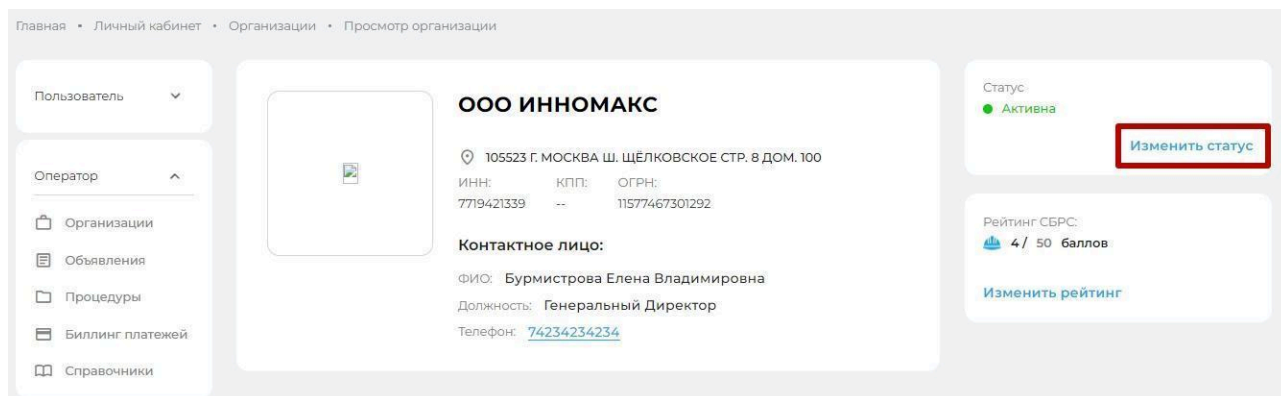 Главная • Личный кабинет • Организации • Просмотр организации
Пользователь
Оператор
Организации
Объявления
Процедуры
Биллинг платежей
Справочники
ООО ИННОМАКС
105523 Г. МОСКВА Ш. ЩЁЛКОВСКОЕ СТР. 8 ДОМ. 100
ИНН: КПП: ОГРН:
7719421339 -- 11577467301292
Контактное лицо:
ФИО: Бурмистрова Елена Владимировна
Должность: Генеральный Директор
Телефон: 74234234234
Статус
Активна
Изменить статус
Рейтинг СБРС:
4 / 50 баллов
Изменить рейтинг